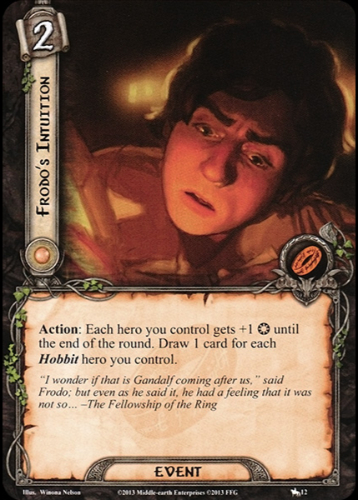 2
FRODO'S INTUITION
Action: Each hero you control gets +1 until
the end of the round. Draw 1 card for each
Hobbit hero you control.
"I wonder if that is Gandalf coming after us," said
Frodo; but even as he said it, he had a feeling that it was
not so... –The Fellowship of the Ring
EVENT
Illus. Winona Nelson ©2013 Middle-earth Enterprises ©2013 FFG 12